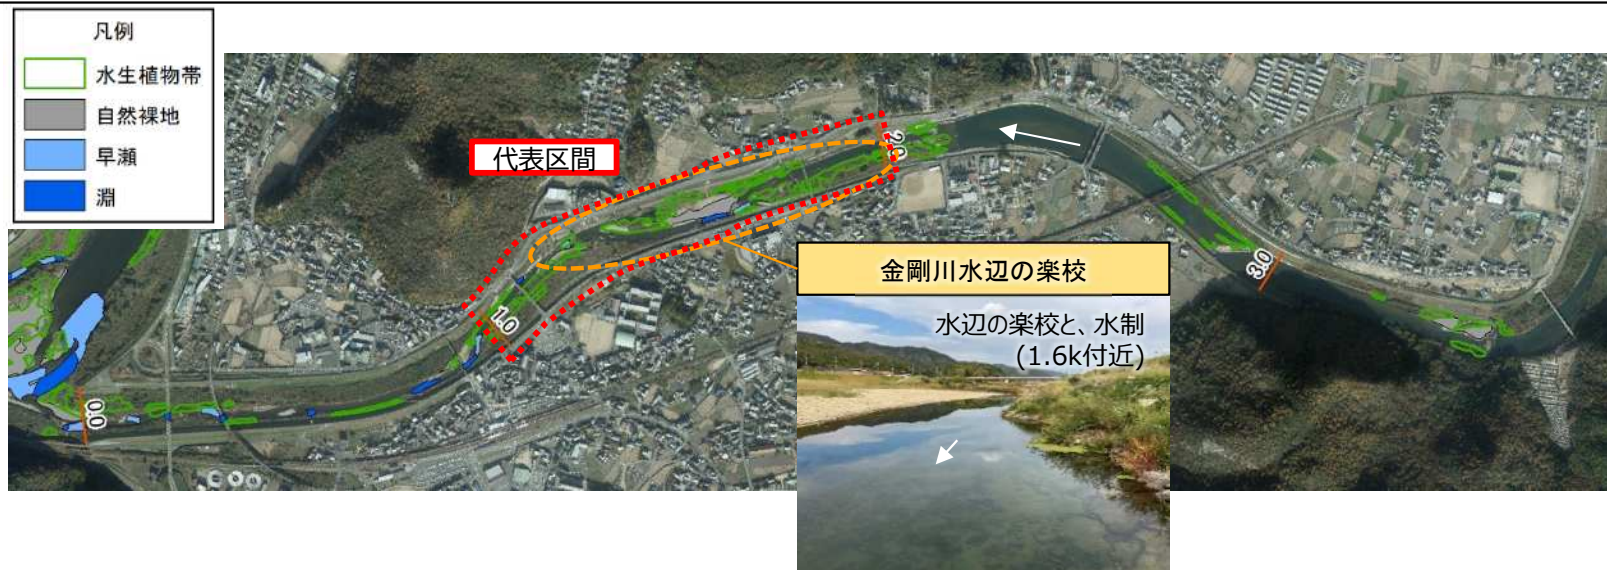 凡例
水生植物帯
自然裸地
早瀬
淵
代表区間
2.0
金剛川水辺の楽校
3.0
水辺の楽校と、水制
(1.6k付近)
1.0
0.0